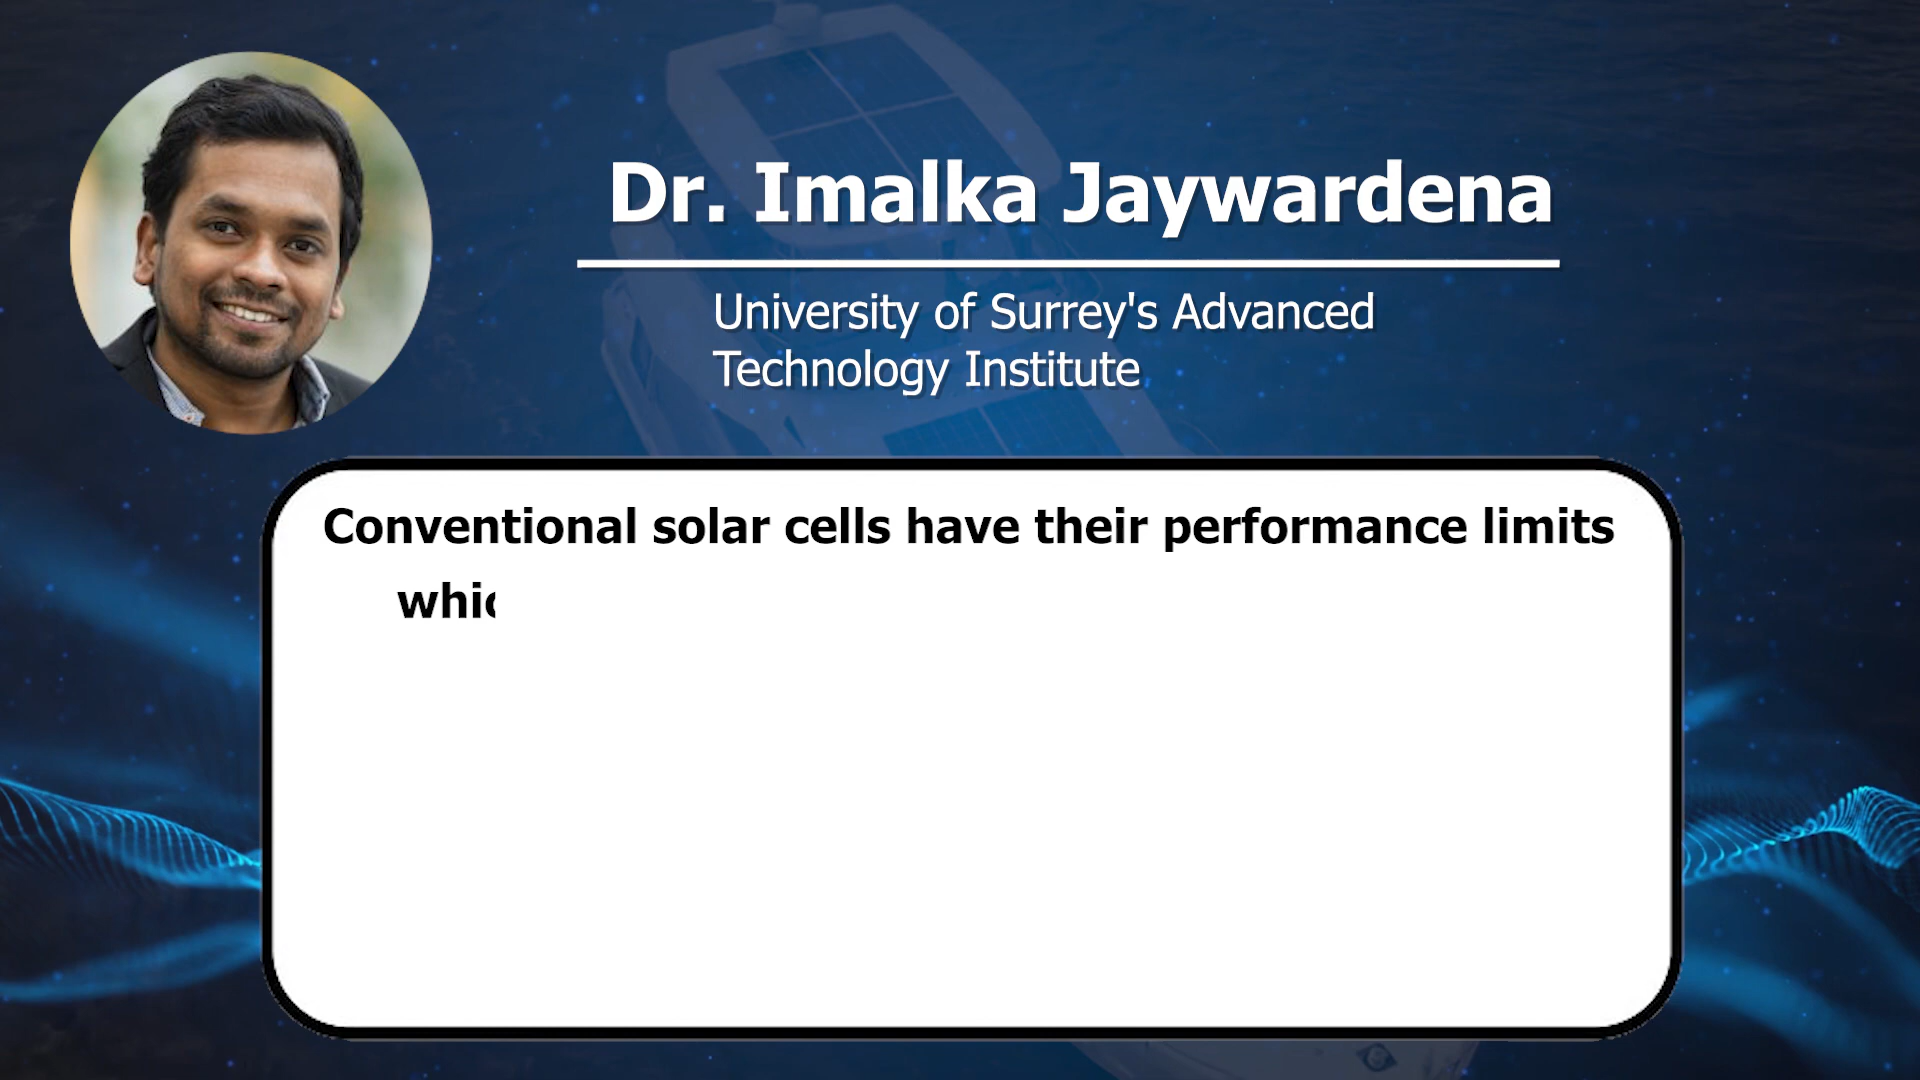 Dr. Imalka Jaywardena
University of Surrey's Advanced
Technology Institute
Conventional solar cells have their performance limits